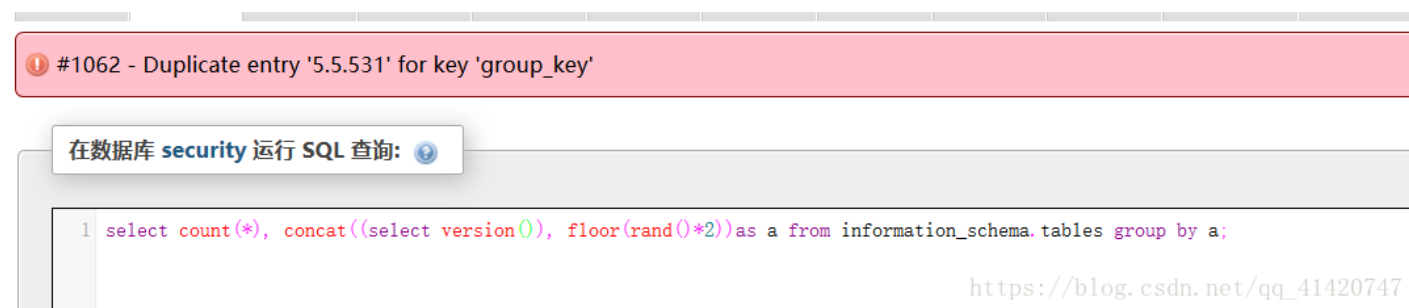 #1062 - Duplicate entry '5.5.531' for key 'group_key'
在数据库 security 运行 SQL 查询:
1 select count(*), concat((select version()), floor(rand()*2))as a from information_schema.tables group by a;
https://blog.csdn.net/qq_41420747